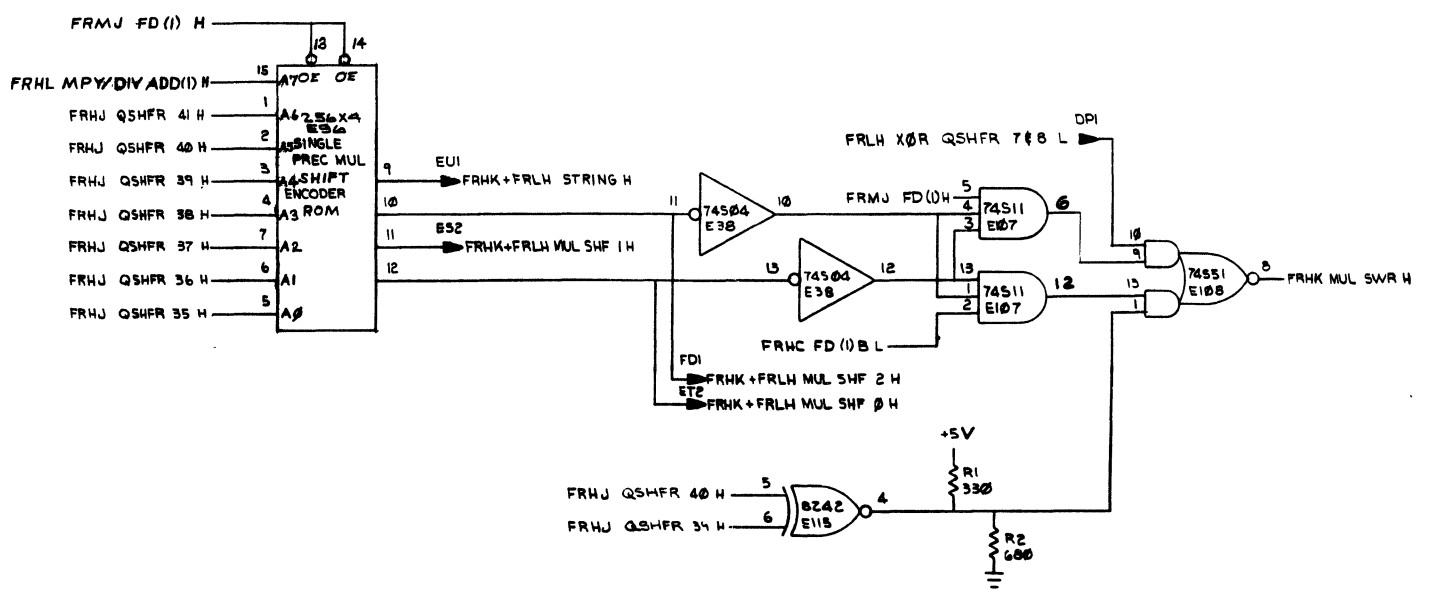 FRMJ FD(1) H
13
14
FRHL MPY/DIV ADD(1) H
15
A7
OE
OE
FRHJ QSHFR 41 H
1
A6
256X4
E96
FRHJ QSHFR 40 H
2
A5
SINGLE
PREC MUL
FRHJ QSHFR 39 H
3
A4
SHIFT
ENCODER
ROM
FRHJ QSHFR 38 H
4
A3
FRHJ QSHFR 37 H
7
A2
FRHJ QSHFR 36 H
6
A1
FRHJ QSHFR 35 H
5
A0
9
EU1
FRHK+FRLH STRING H
10
11
ES2
FRHK+FRLH MUL SHF 1 H
12
11
74S04
E38
10
13
74S04
E38
12
FD1
FRHK+FRLH MUL SHF 2 H
ET2
FRHK+FRLH MUL SHF 0 H
DP1
FRLH XOR QSHFR 7&8 L
FRMJ FD(1) H
5
4
3
74S11
E107
6
13
1
2
74S11
E107
12
FRHC FD(1) B L
10
9
13
1
74S51
E108
8
FRHK MUL SWR H
+5V
R1
330
FRHJ QSHFR 40 H
5
FRHJ QSHFR 34 H
6
8242
E115
4
R2
680